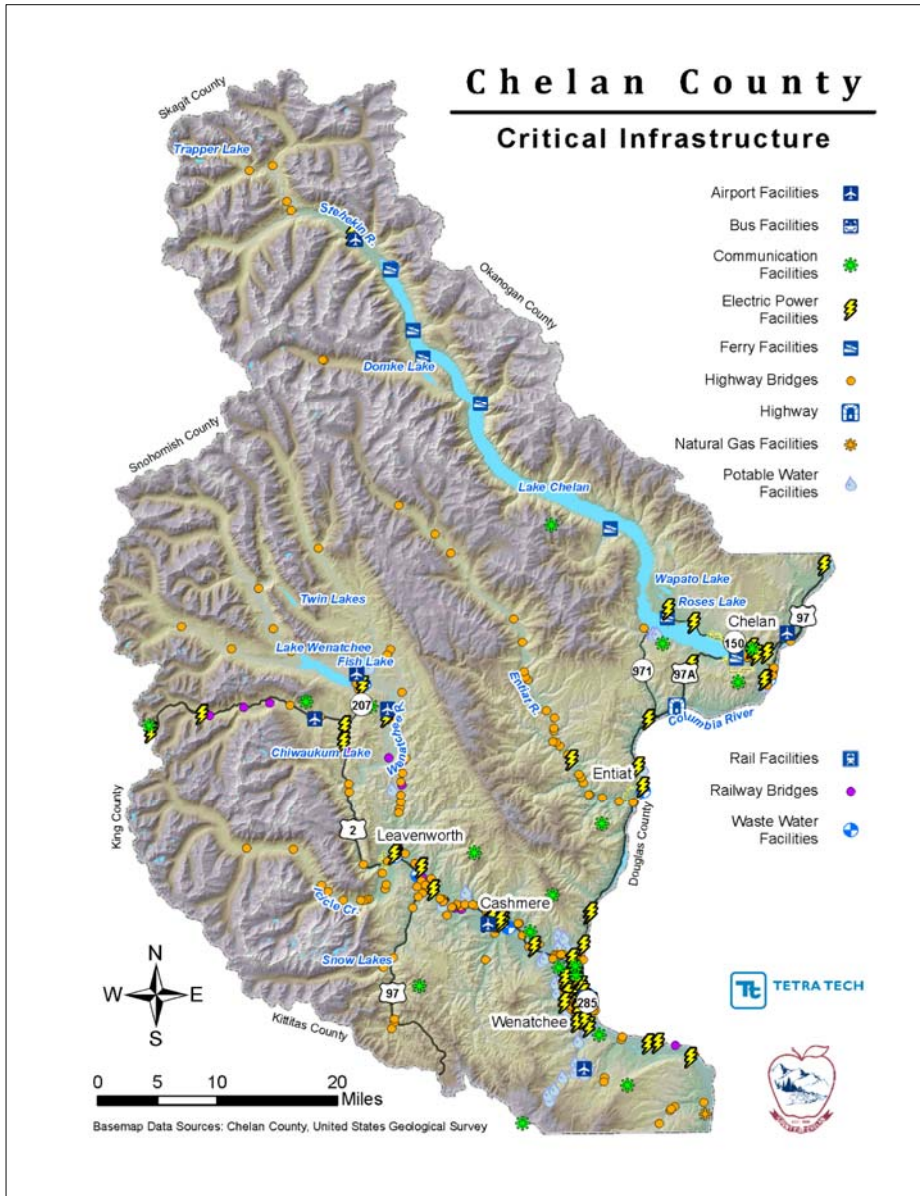 Chelan County
Critical Infrastructure
Skagit County
Trapper Lake
Airport Facilities
Bus Facilities
Stehekin R.
Communication
Facilities
Okanogan County
Electric Power
Facilities
Ferry Facilities
Domke Lake
Highway Bridges
Highway
Snohomish County
Natural Gas Facilities
Potable Water
Facilities
Lake Chelan
Wapato Lake
Twin Lakes
Roses Lake
Chelan
97
150
Lake Wenatchee
Fish Lake
971
97A
Entiat R.
207
Columbia River
Wenatchee R.
Chiwaukum Lake
Rail Facilities
Entiat
Railway Bridges
King County
2
Waste Water
Facilities
Leavenworth
Douglas County
Icicle Cr.
Cashmere
Snow Lakes
N
W E
S
97
Tt
TETRA TECH
285
Wenatchee
Kittitas County
0 5 10 20
Miles
Basemap Data Sources: Chelan County, United States Geological Survey